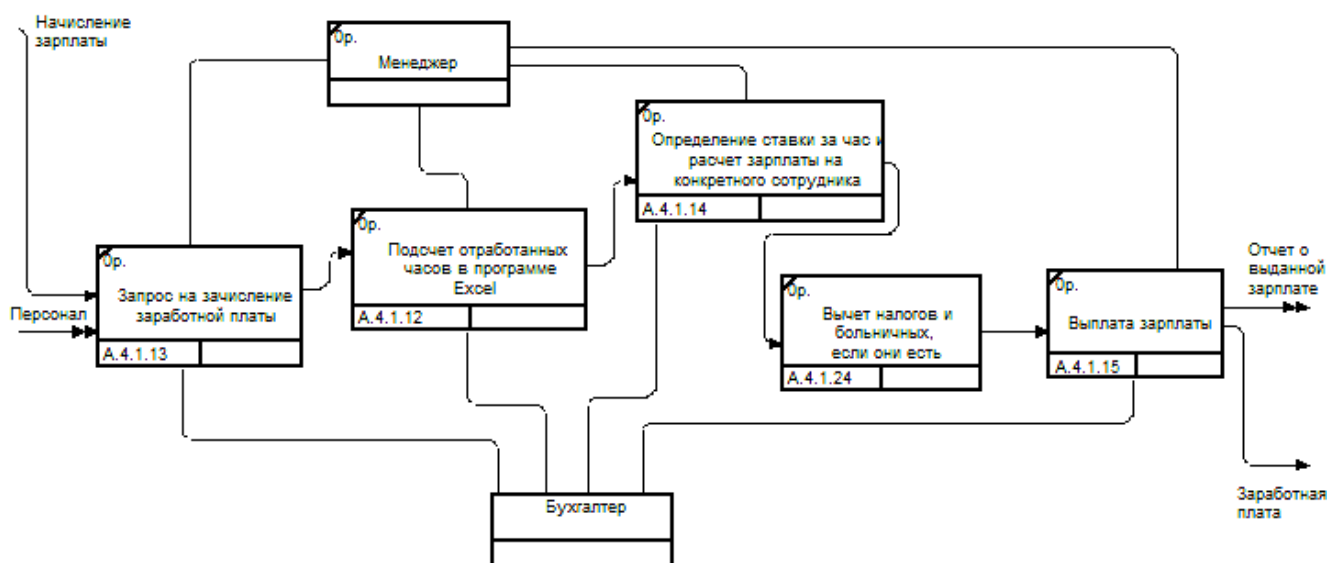 Начисление
зарплаты
0р.
Менеджер
0р.
Определение ставки за час и
расчет зарплаты на
конкретного сотрудника
А.4.1.14
0р.
Подсчет отработанных
часов в программе
Excel
А.4.1.12
0р.
Запрос на зачисление
заработной платы
А.4.1.13
Персонал
0р.
Вычет налогов и
больничных,
если они есть
А.4.1.24
0р.
Выплата зарплаты
А.4.1.15
Отчет о
выданной
зарплате
Заработная
плата
Бухгалтер